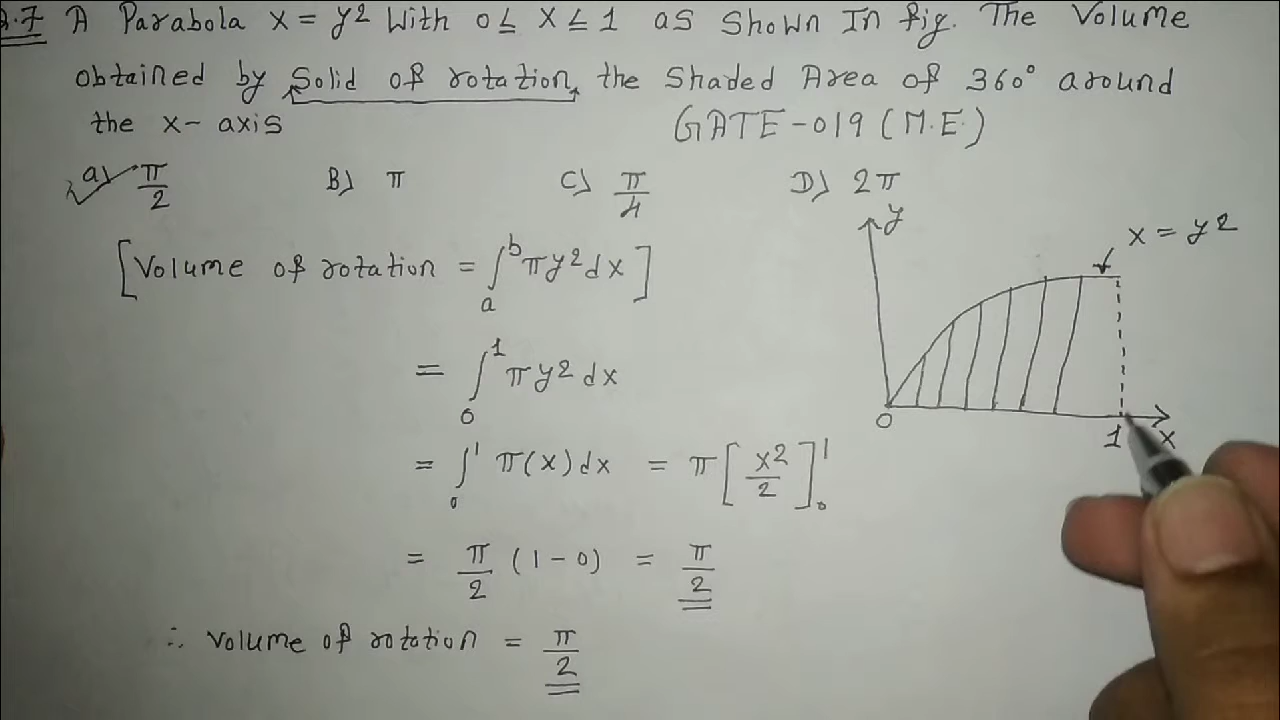 Q.7 A Parabola x = y² With 0 ≤ x ≤ 1 as Shown In fig. The Volume
obtained by Solid of rotation, the Shaded Area of 360° around
the x-axis GATE-019 (M.E.)
a) π/2 B) π C) π/4 D) 2π
y
x = y²
[Volume of rotation = ∫ₐᵇ πy² dx]
= ∫₀¹ πy² dx
0
1 x
= ∫₀¹ π(x) dx = π[x²/2]₀¹
= π/2 (1 - 0) = π/2
∴ Volume of rotation = π/2